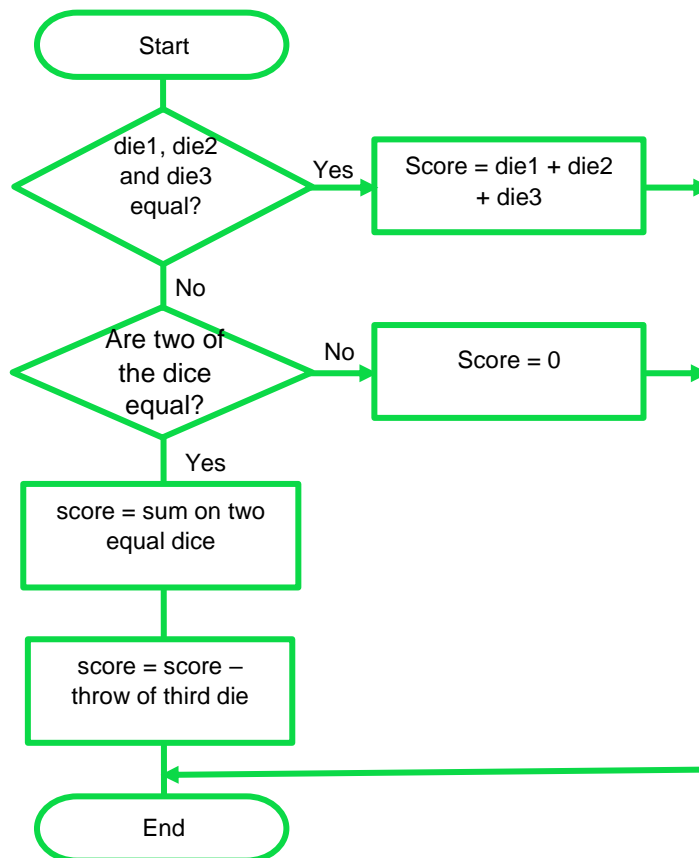 Start
die1, die2
and die3
equal?
Yes
Score = die1 + die2
+ die3
No
Are two of
the dice
equal?
No
Score = 0
Yes
score = sum on two
equal dice
score = score –
throw of third die
End